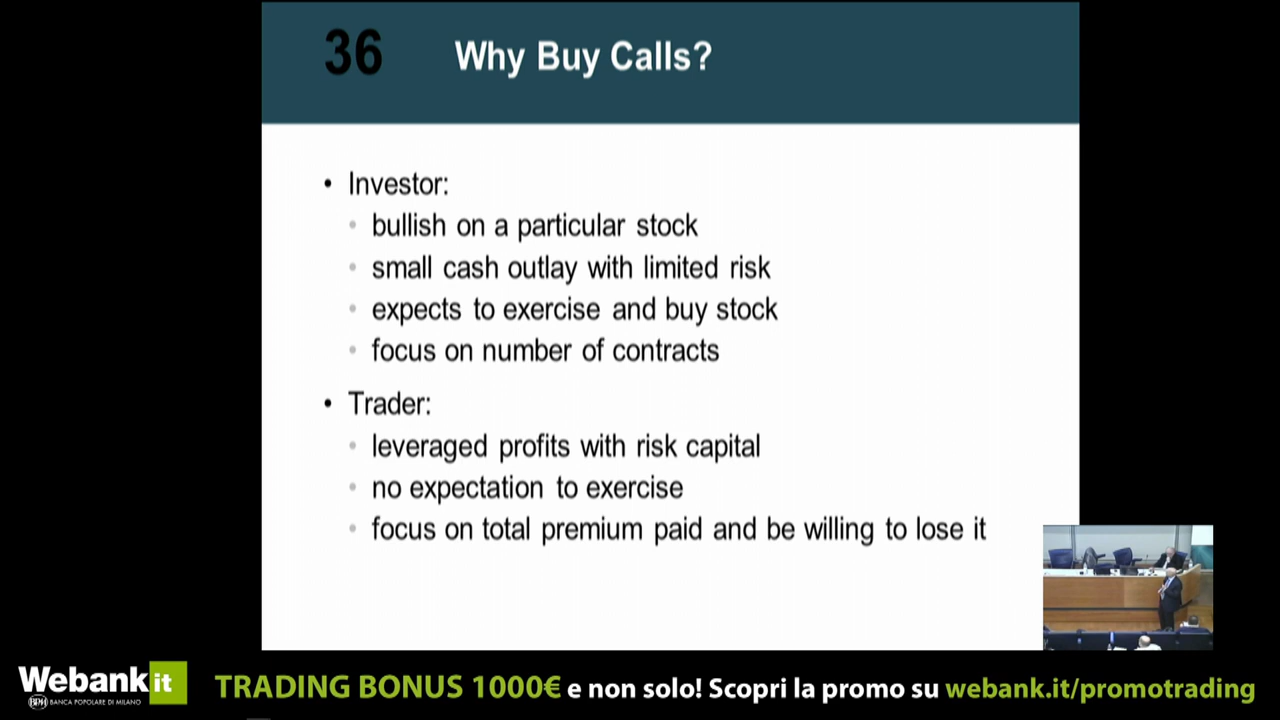 36 Why Buy Calls?
• Investor:
• bullish on a particular stock
• small cash outlay with limited risk
• expects to exercise and buy stock
• focus on number of contracts
• Trader:
• leveraged profits with risk capital
• no expectation to exercise
• focus on total premium paid and be willing to lose it
Webank.it
BPM BANCA POPOLARE DI MILANO
TRADING BONUS 1000€ e non solo! Scopri la promo su webank.it/promotrading